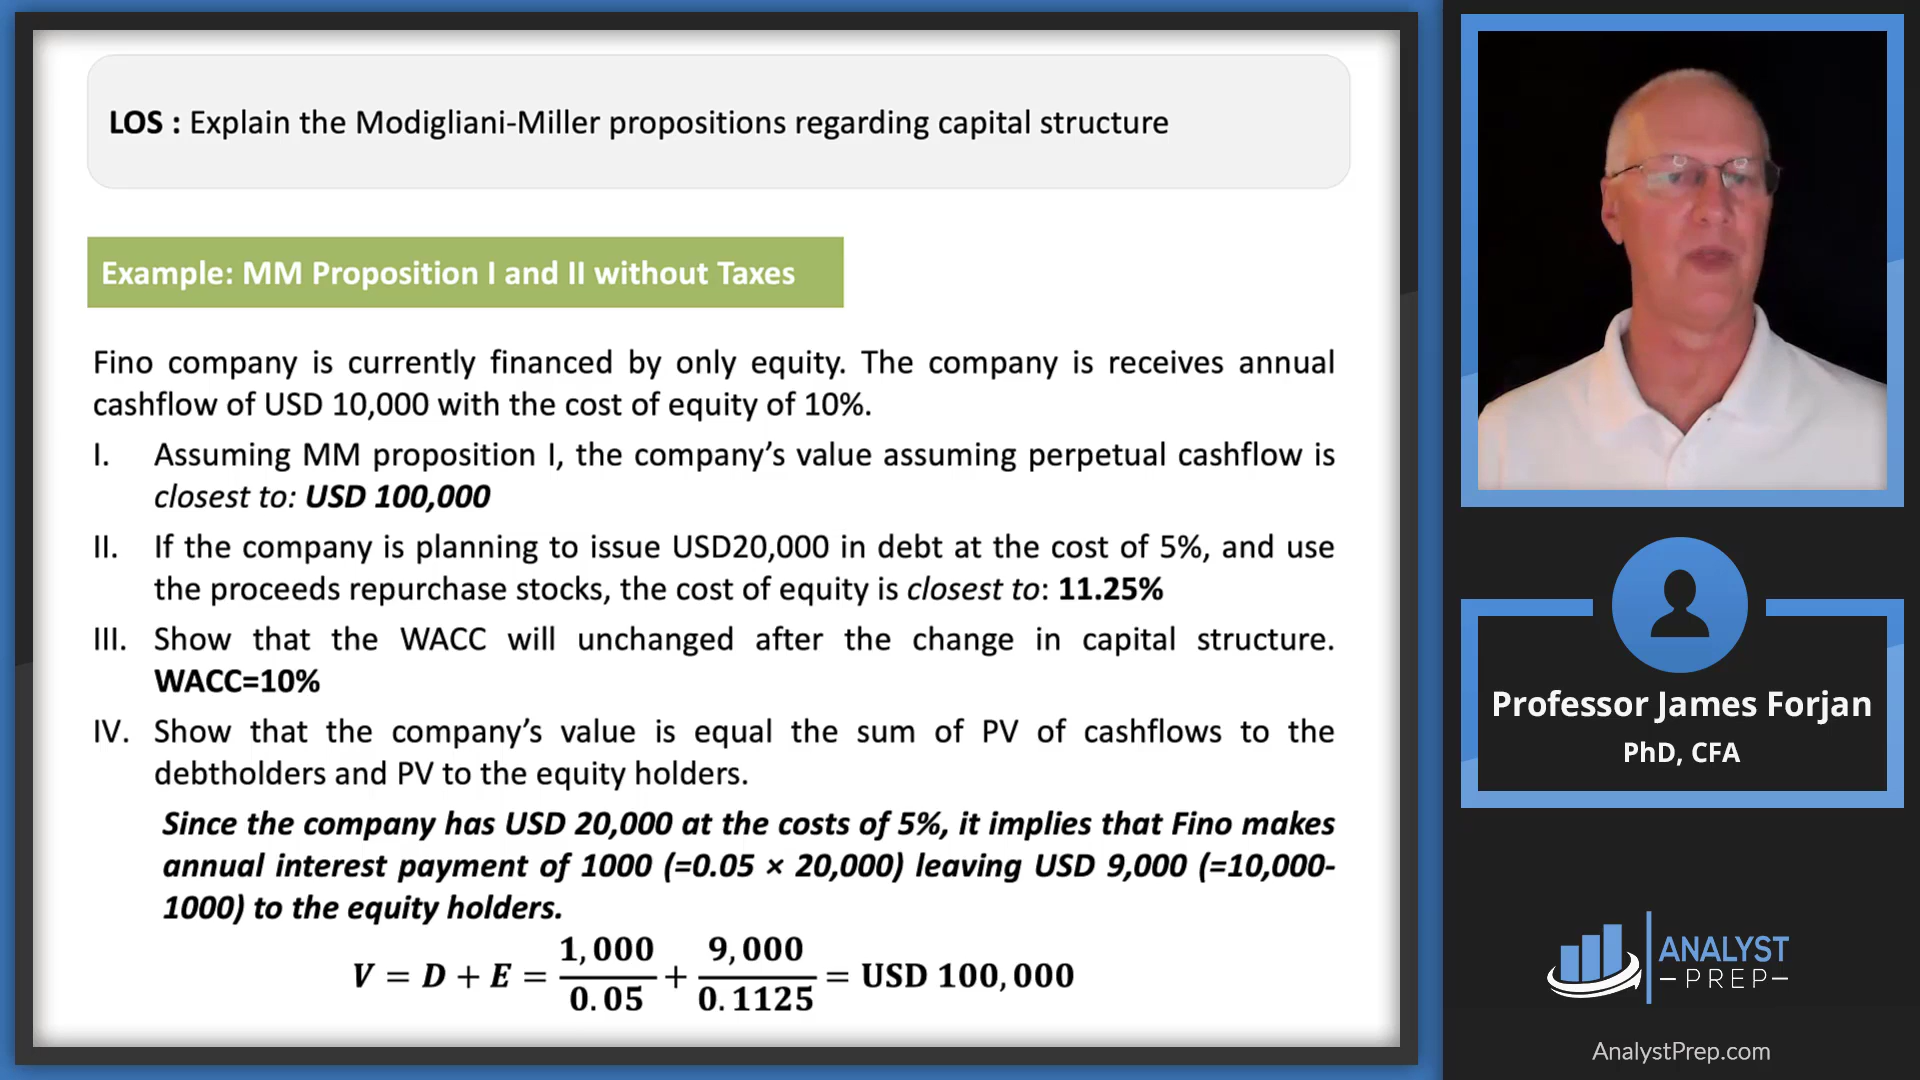 LOS : Explain the Modigliani-Miller propositions regarding capital structure
Example: MM Proposition I and II without Taxes
Fino company is currently financed by only equity. The company is receives annual
cashflow of USD 10,000 with the cost of equity of 10%.
I. Assuming MM proposition I, the company’s value assuming perpetual cashflow is
closest to: USD 100,000
II. If the company is planning to issue USD20,000 in debt at the cost of 5%, and use
the proceeds repurchase stocks, the cost of equity is closest to: 11.25%
III. Show that the WACC will unchanged after the change in capital structure.
WACC=10%
IV. Show that the company’s value is equal the sum of PV of cashflows to the
debtholders and PV to the equity holders.
Since the company has USD 20,000 at the costs of 5%, it implies that Fino makes
annual interest payment of 1000 (=0.05 × 20,000) leaving USD 9,000 (=10,000-
1000) to the equity holders.
V = D + E = 1,000/0.05 + 9,000/0.1125 = USD 100,000
Professor James Forjan
PhD, CFA
ANALYST
PREP
AnalystPrep.com